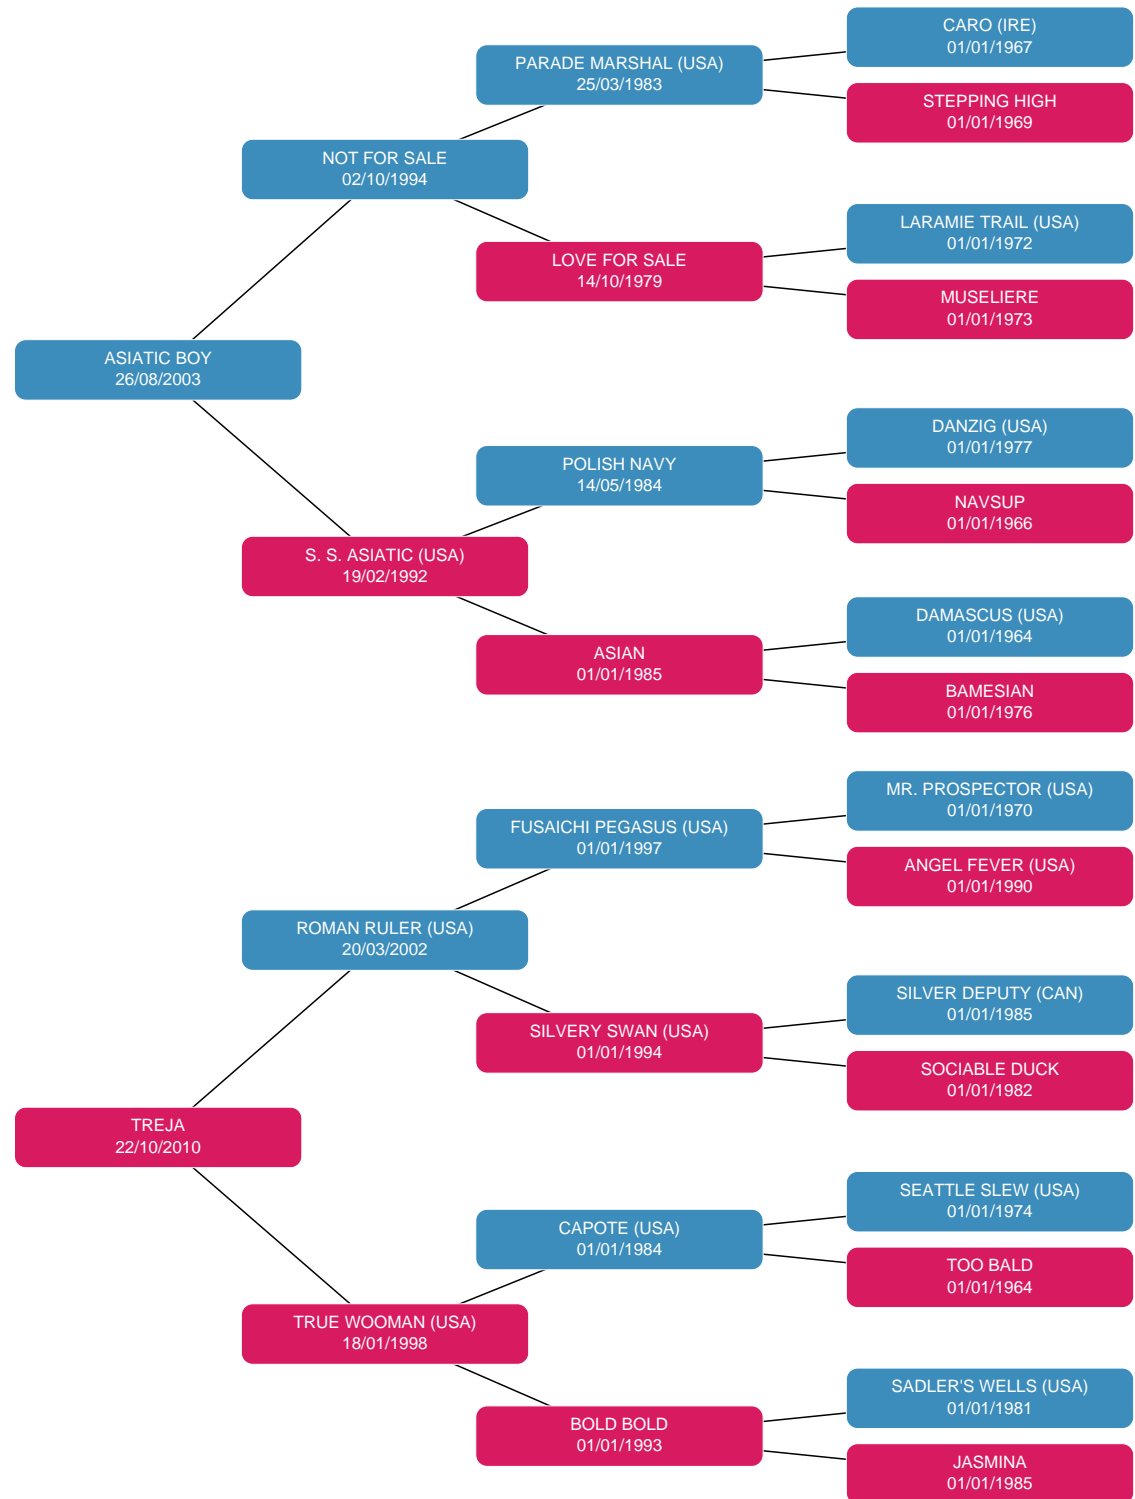 CARO (IRE)
01/01/1967
PARADE MARSHAL (USA)
25/03/1983
STEPPING HIGH
01/01/1969
NOT FOR SALE
02/10/1994
LARAMIE TRAIL (USA)
01/01/1972
LOVE FOR SALE
14/10/1979
MUSELIERE
01/01/1973
ASIATIC BOY
26/08/2003
DANZIG (USA)
01/01/1977
POLISH NAVY
14/05/1984
NAVSUP
01/01/1966
S. S. ASIATIC (USA)
19/02/1992
DAMASCUS (USA)
01/01/1964
ASIAN
01/01/1985
BAMESIAN
01/01/1976
MR. PROSPECTOR (USA)
01/01/1970
FUSAICHI PEGASUS (USA)
01/01/1997
ANGEL FEVER (USA)
01/01/1990
ROMAN RULER (USA)
20/03/2002
SILVER DEPUTY (CAN)
01/01/1985
SILVERY SWAN (USA)
01/01/1994
SOCIABLE DUCK
01/01/1982
TREJA
22/10/2010
SEATTLE SLEW (USA)
01/01/1974
CAPOTE (USA)
01/01/1984
TOO BALD
01/01/1964
TRUE WOOMAN (USA)
18/01/1998
SADLER'S WELLS (USA)
01/01/1981
BOLD BOLD
01/01/1993
JASMINA
01/01/1985